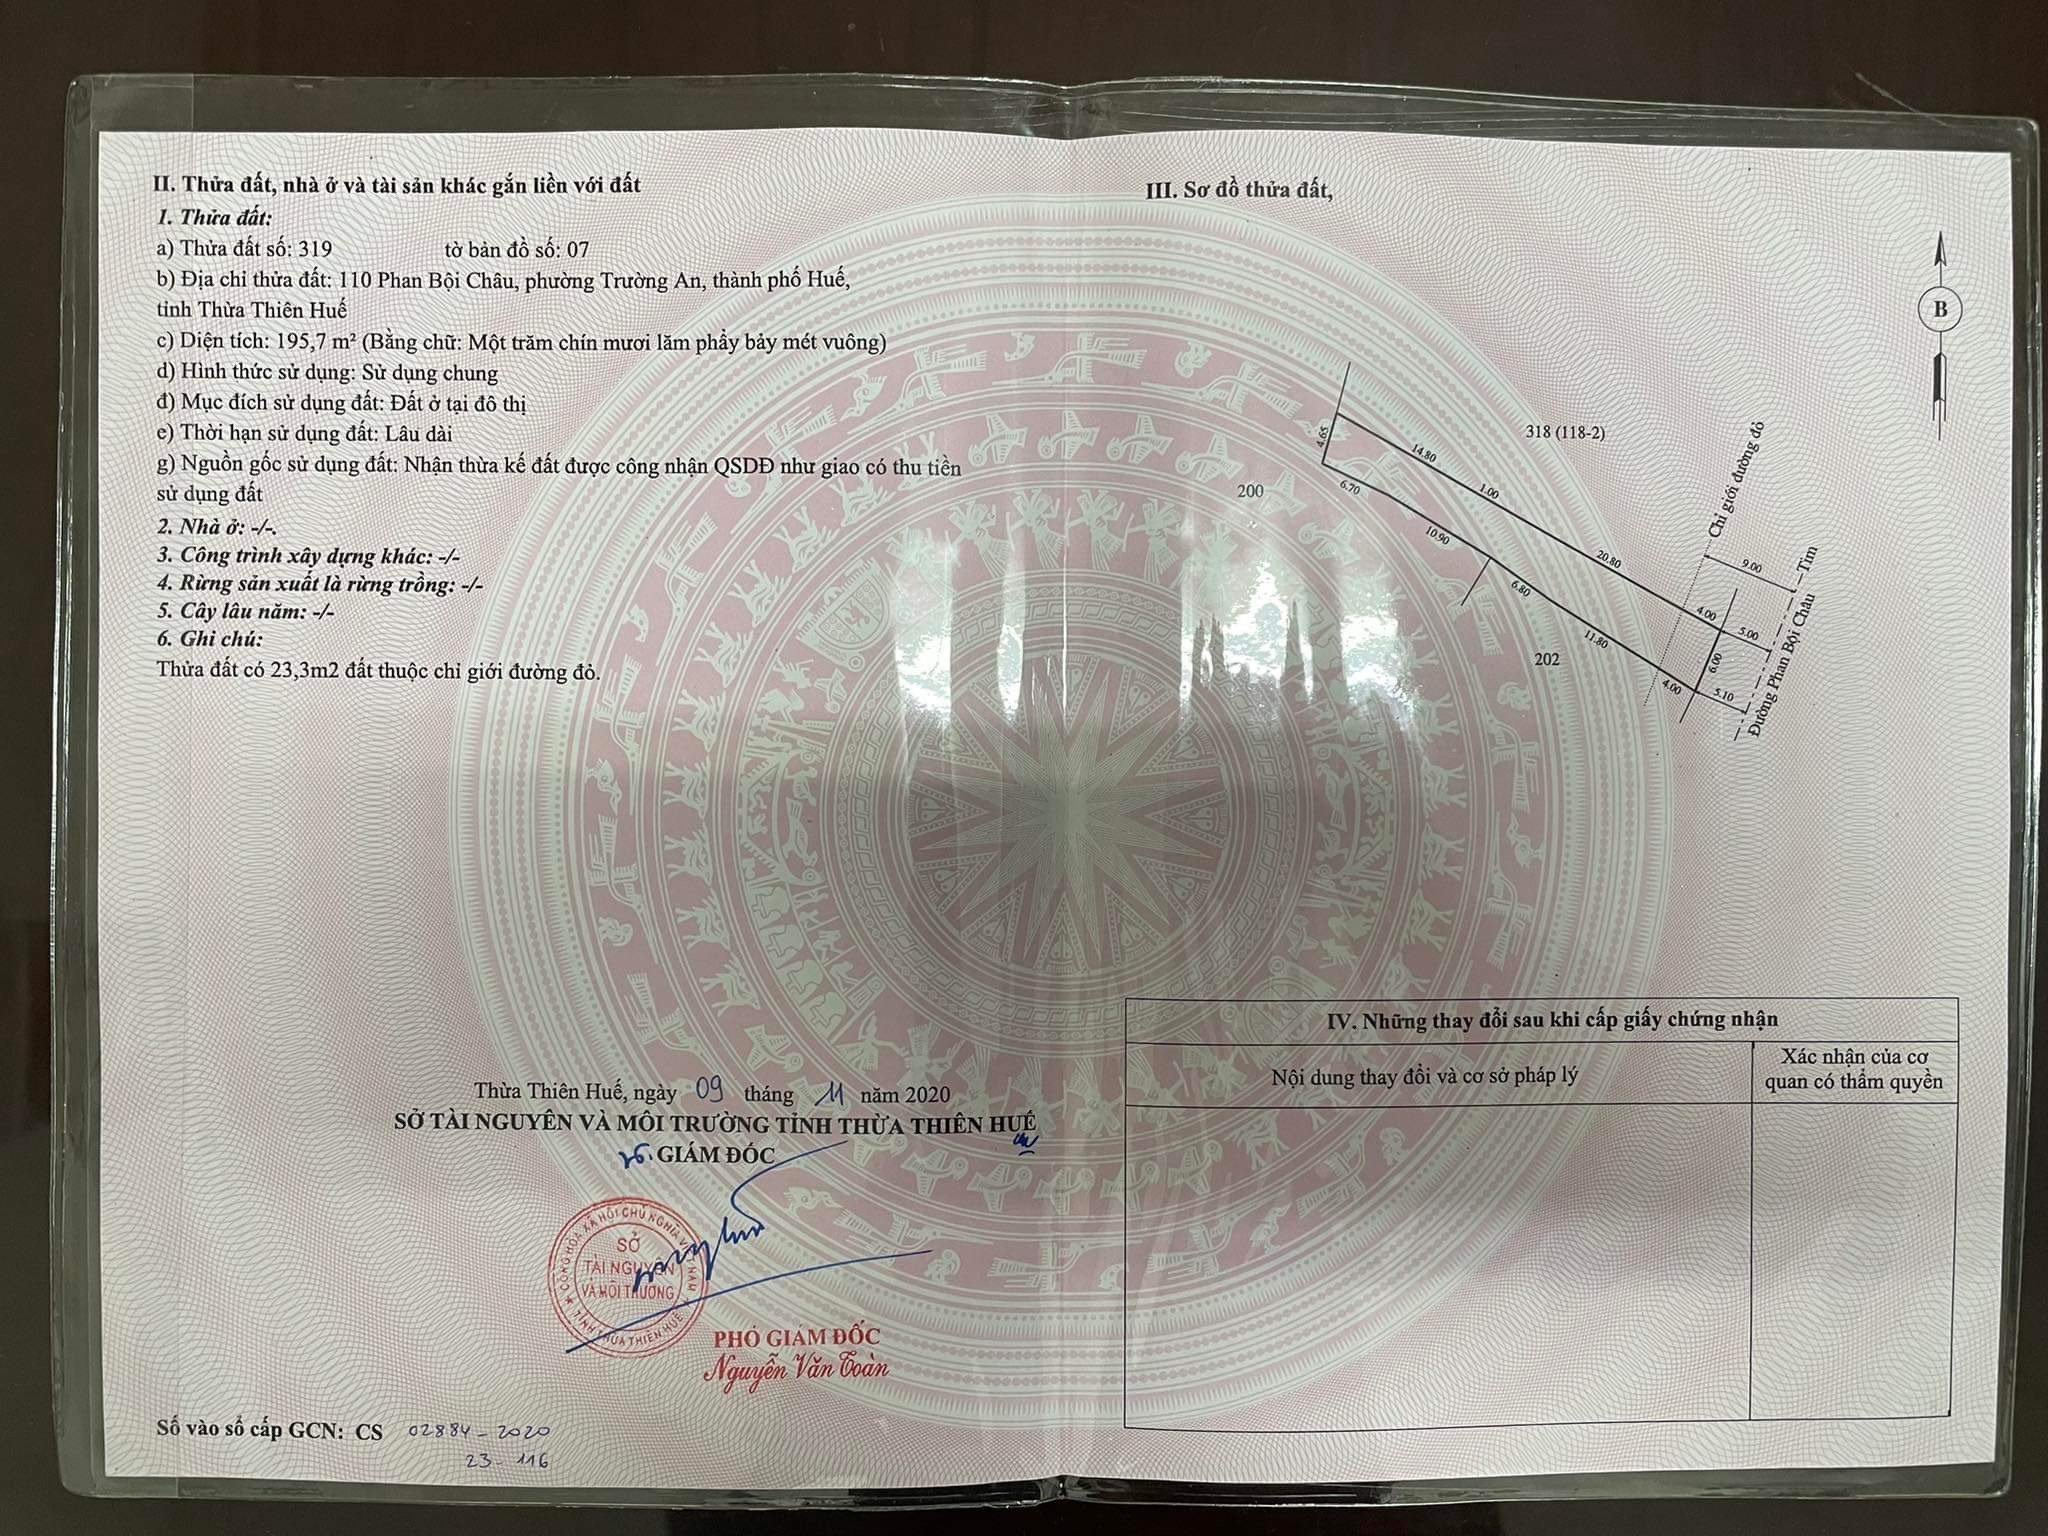 II. Thửa đất, nhà ở và tài sản khác gắn liền với đất
1. Thửa đất:
a) Thửa đất số: 319 tờ bản đồ số: 07
b) Địa chỉ thửa đất: 110 Phan Bội Châu, phường Trường An, thành phố Huế,
tỉnh Thừa Thiên Huế
c) Diện tích: 195,7 m² (Bằng chữ: Một trăm chín mươi lăm phẩy bảy mét vuông)
d) Hình thức sử dụng: Sử dụng chung
đ) Mục đích sử dụng đất: Đất ở tại đô thị
e) Thời hạn sử dụng đất: Lâu dài
g) Nguồn gốc sử dụng đất: Nhận thừa kế đất được công nhận QSDĐ như giao có thu tiền
sử dụng đất
2. Nhà ở: -/-.
3. Công trình xây dựng khác: -/-
4. Rừng sản xuất là rừng trồng: -/-
5. Cây lâu năm: -/-
6. Ghi chú:
Thửa đất có 23,3m2 đất thuộc chỉ giới đường đỏ.
Thừa Thiên Huế, ngày 09 tháng 11 năm 2020
SỞ TÀI NGUYÊN VÀ MÔI TRƯỜNG TỈNH THỪA THIÊN HUẾ
GIÁM ĐỐC
CỘNG HÒA XÃ HỘI CHỦ NGHĨA VIỆT NAM
SỞ
TÀI NGUYÊN
VÀ MÔI TRƯỜNG
TỈNH THỪA THIÊN HUẾ
PHÓ GIÁM ĐỐC
Nguyễn Văn Toàn
Số vào sổ cấp GCN: CS 02884-2020
23-116
III. Sơ đồ thửa đất,
B
318 (118-2)
200
202
4.65
14.80
1.00
20.80
4.00
5.00
9.00
6.70
10.90
6.80
11.80
4.00
6.00
5.10
Chỉ giới đường đỏ
Tim
Đường Phan Bội Châu
IV. Những thay đổi sau khi cấp giấy chứng nhận
Nội dung thay đổi và cơ sở pháp lý
Xác nhận của cơ
quan có thẩm quyền